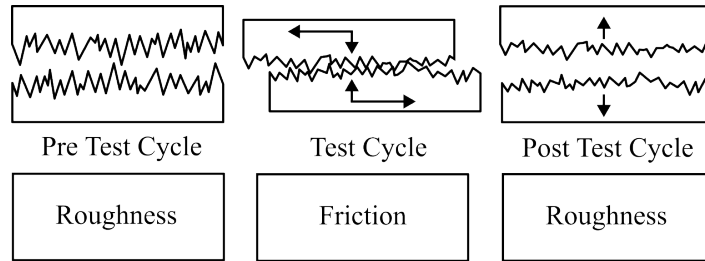 Pre Test Cycle
Test Cycle
Post Test Cycle
Roughness
Friction
Roughness